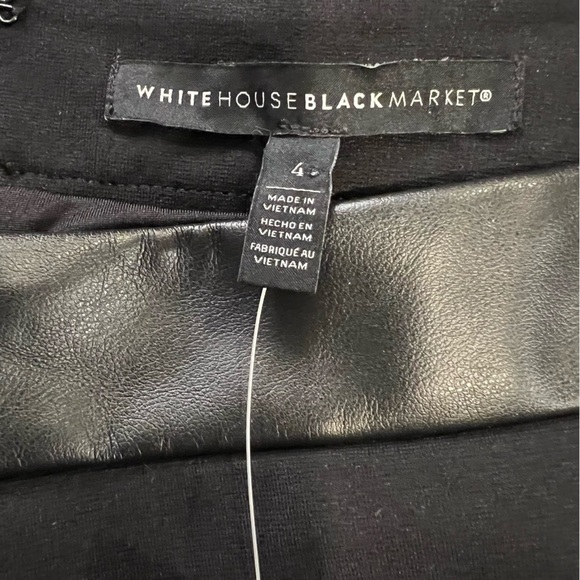 WHITE HOUSE BLACK MARKET®
4
MADE IN
VIETNAM
HECHO EN
VIETNAM
FABRIQUÉ AU
VIETNAM